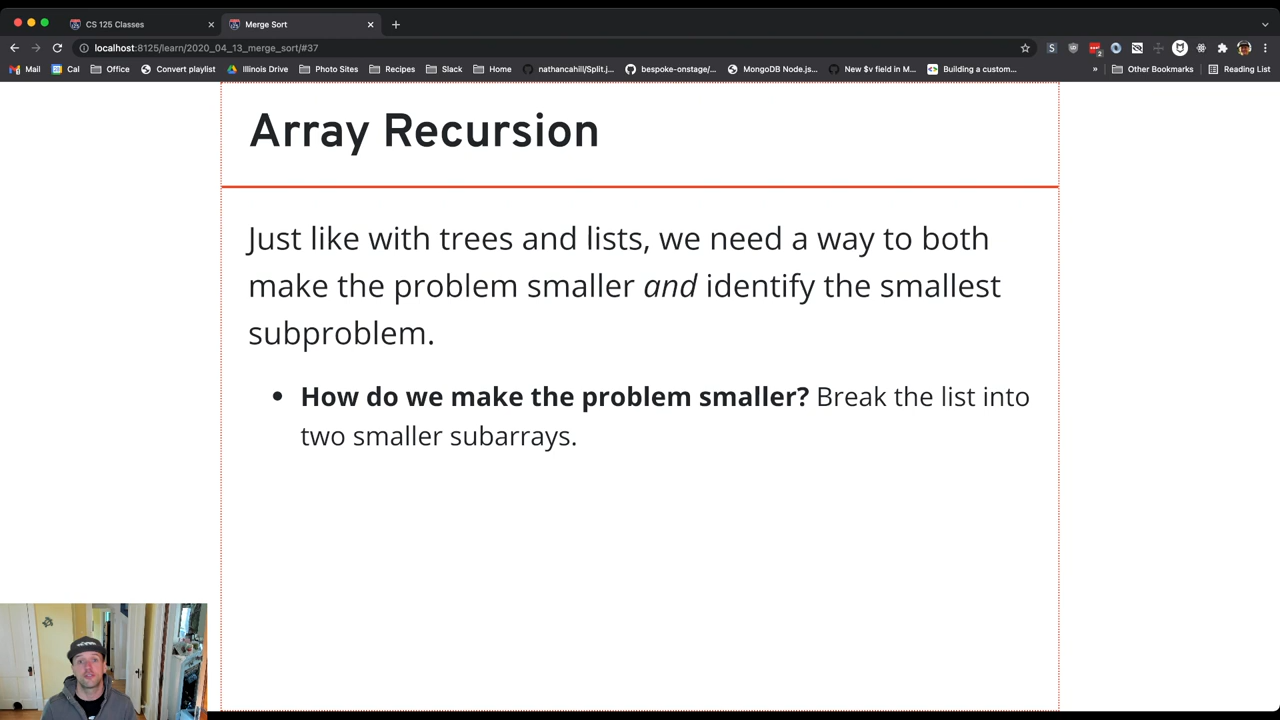 CS 125 Classes
Merge Sort
localhost:8125/learn/2020_04_13_merge_sort/#37
Mail Cal Office Convert playlist Illinois Drive Photo Sites Recipes Slack Home nathancahill/Split.j... bespoke-onstage/... MongoDB Node.js... New $v field in M... Building a custom... » Other Bookmarks Reading List
Array Recursion
Just like with trees and lists, we need a way to both
make the problem smaller and identify the smallest
subproblem.
• How do we make the problem smaller? Break the list into
two smaller subarrays.